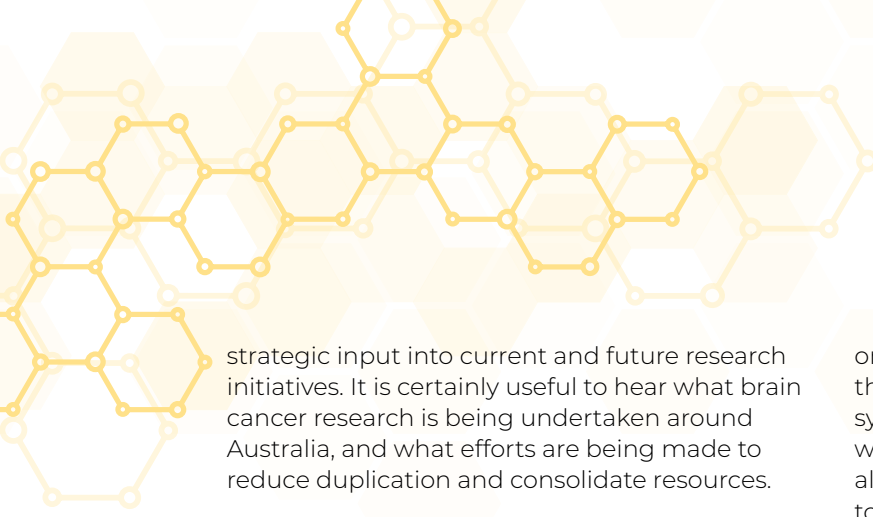 strategic input into current and future research
initiatives. It is certainly useful to hear what brain
cancer research is being undertaken around
Australia, and what efforts are being made to
reduce duplication and consolidate resources.